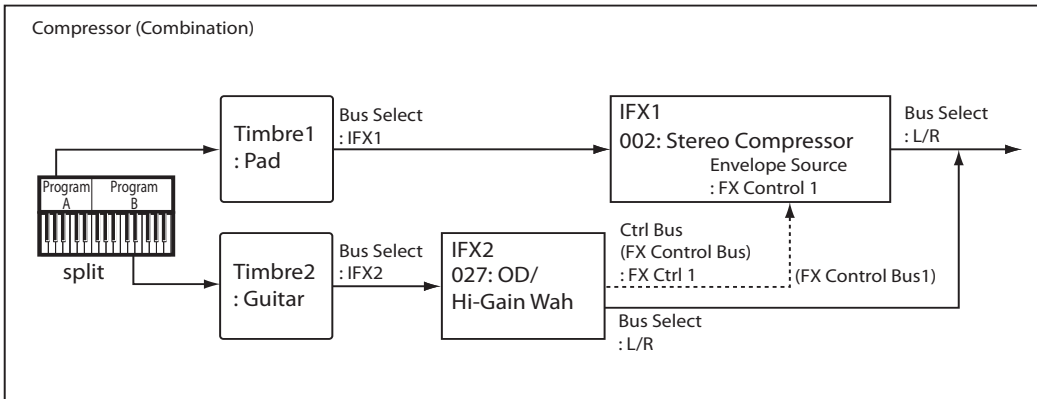 Compressor (Combination)
Timbre1
: Pad
Bus Select
: IFX1
IFX1
002: Stereo Compressor
Envelope Source
: FX Control 1
Bus Select
: L/R
Program
A
Program
B
split
Timbre2
: Guitar
Bus Select
: IFX2
IFX2
027: OD/
Hi-Gain Wah
Ctrl Bus
(FX Control Bus)
: FX Ctrl 1
(FX Control Bus1)
Bus Select
: L/R